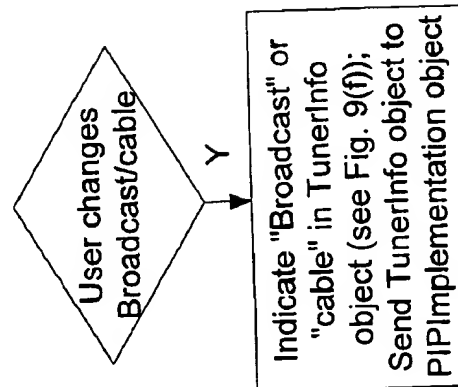 User changes
Broadcast/cable
Y
Indicate "Broadcast" or
"cable" in TunerInfo
object (see Fig. 9(f));
Send TunerInfo object to
PIPImplementation object